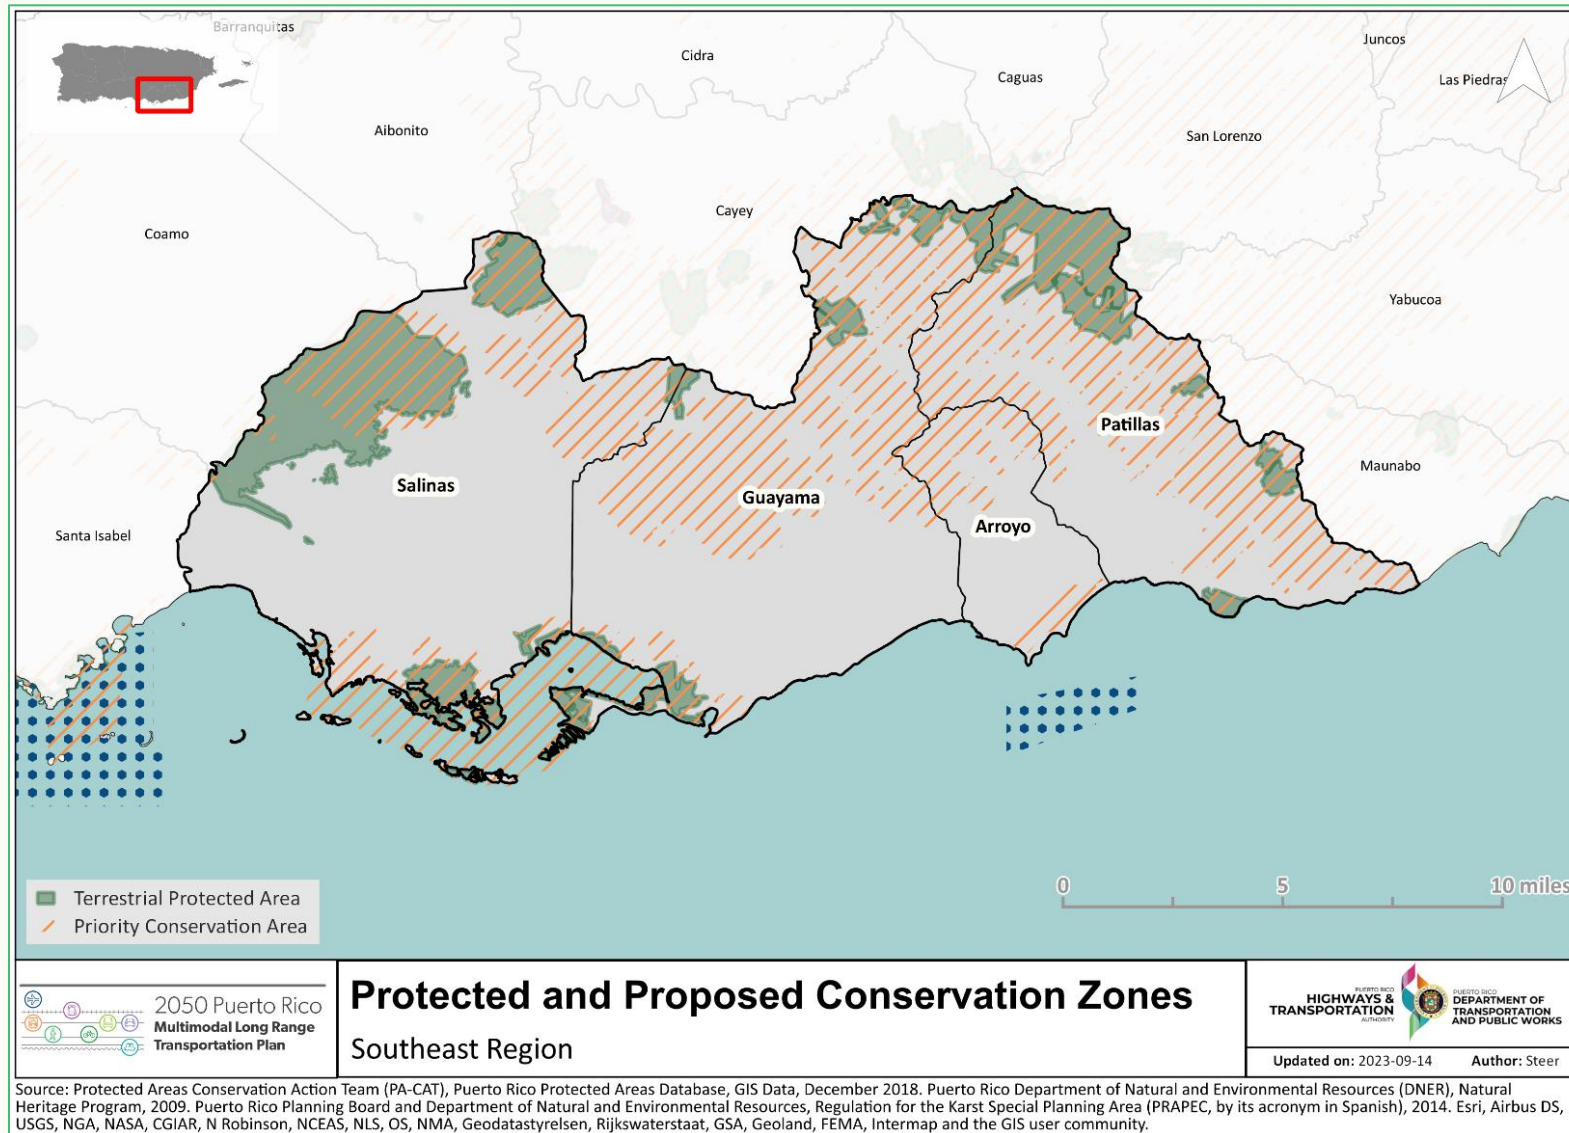 Barranquitas
Cidra
Juncos
Caguas
Las Piedras
Aibonito
San Lorenzo
Cayey
Coamo
Yabucoa
Patillas
Maunabo
Salinas
Guayama
Arroyo
Santa Isabel
Terrestrial Protected Area
Priority Conservation Area
0 5 10 miles
2050 Puerto Rico
Multimodal Long Range
Transportation Plan
Protected and Proposed Conservation Zones
Southeast Region
PUERTO RICO
HIGHWAYS &
TRANSPORTATION
AUTHORITY
PUERTO RICO
DEPARTMENT OF
TRANSPORTATION
AND PUBLIC WORKS
Updated on: 2023-09-14 Author: Steer
Source: Protected Areas Conservation Action Team (PA-CAT), Puerto Rico Protected Areas Database, GIS Data, December 2018. Puerto Rico Department of Natural and Environmental Resources (DNER), Natural
Heritage Program, 2009. Puerto Rico Planning Board and Department of Natural and Environmental Resources, Regulation for the Karst Special Planning Area (PRAPEC, by its acronym in Spanish), 2014. Esri, Airbus DS,
USGS, NGA, NASA, CGIAR, N Robinson, NCEAS, NLS, OS, NMA, Geodatastyrelsen, Rijkswaterstaat, GSA, Geoland, FEMA, Intermap and the GIS user community.